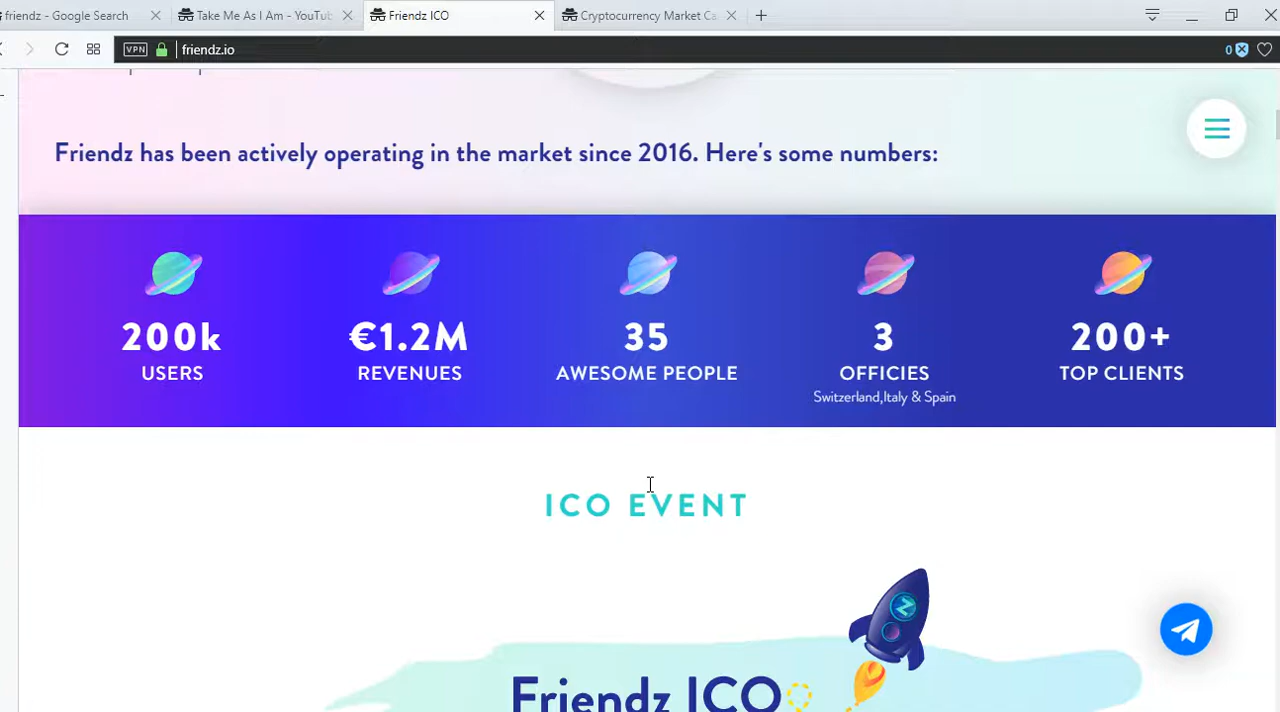 friendz - Google Search
Take Me As I Am - YouTub
Friendz ICO
Cryptocurrency Market Ca
VPN
friendz.io
0
Friendz has been actively operating in the market since 2016. Here's some numbers:
200k
USERS
€1.2M
REVENUES
35
AWESOME PEOPLE
3
OFFICIES
Switzerland,Italy & Spain
200+
TOP CLIENTS
ICO EVENT
Z
Friendz ICO